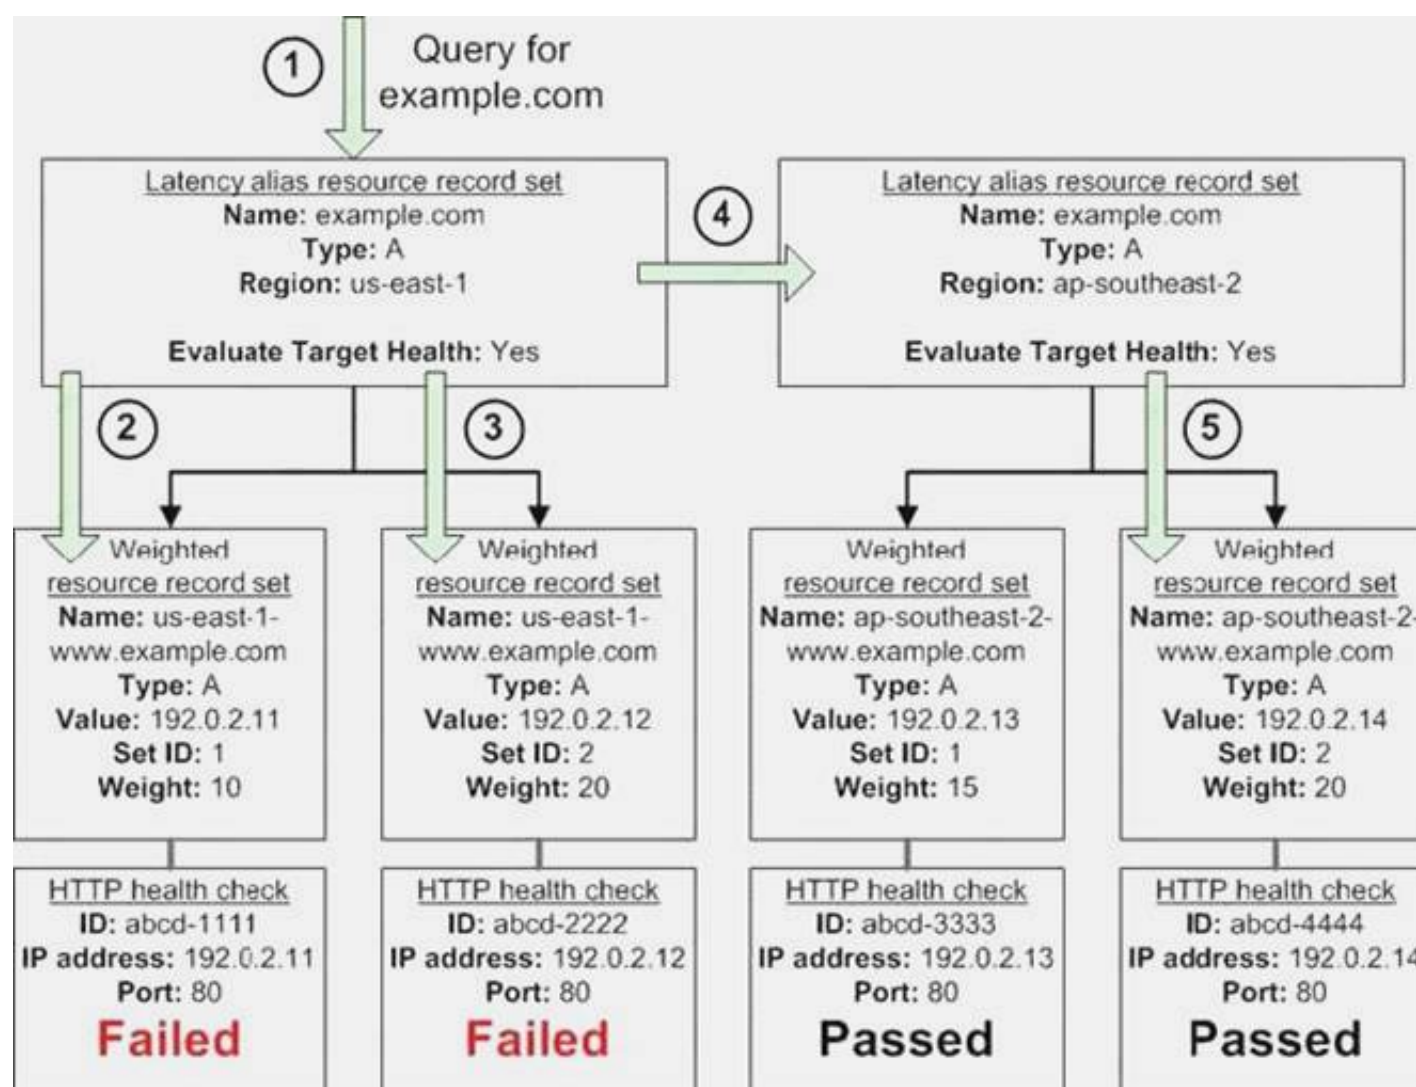 1
Query for
example.com
Latency alias resource record set
Name: example.com
Type: A
Region: us-east-1
Evaluate Target Health: Yes
4
Latency alias resource record set
Name: example.com
Type: A
Region: ap-southeast-2
Evaluate Target Health: Yes
2
3
5
Weighted
resource record set
Name: us-east-1-
www.example.com
Type: A
Value: 192.0.2.11
Set ID: 1
Weight: 10
Weighted
resource record set
Name: us-east-1-
www.example.com
Type: A
Value: 192.0.2.12
Set ID: 2
Weight: 20
Weighted
resource record set
Name: ap-southeast-2-
www.example.com
Type: A
Value: 192.0.2.13
Set ID: 1
Weight: 15
Weighted
resource record set
Name: ap-southeast-2-
www.example.com
Type: A
Value: 192.0.2.14
Set ID: 2
Weight: 20
HTTP health check
ID: abcd-1111
IP address: 192.0.2.11
Port: 80
Failed
HTTP health check
ID: abcd-2222
IP address: 192.0.2.12
Port: 80
Failed
HTTP health check
ID: abcd-3333
IP address: 192.0.2.13
Port: 80
Passed
HTTP health check
ID: abcd-4444
IP address: 192.0.2.14
Port: 80
Passed